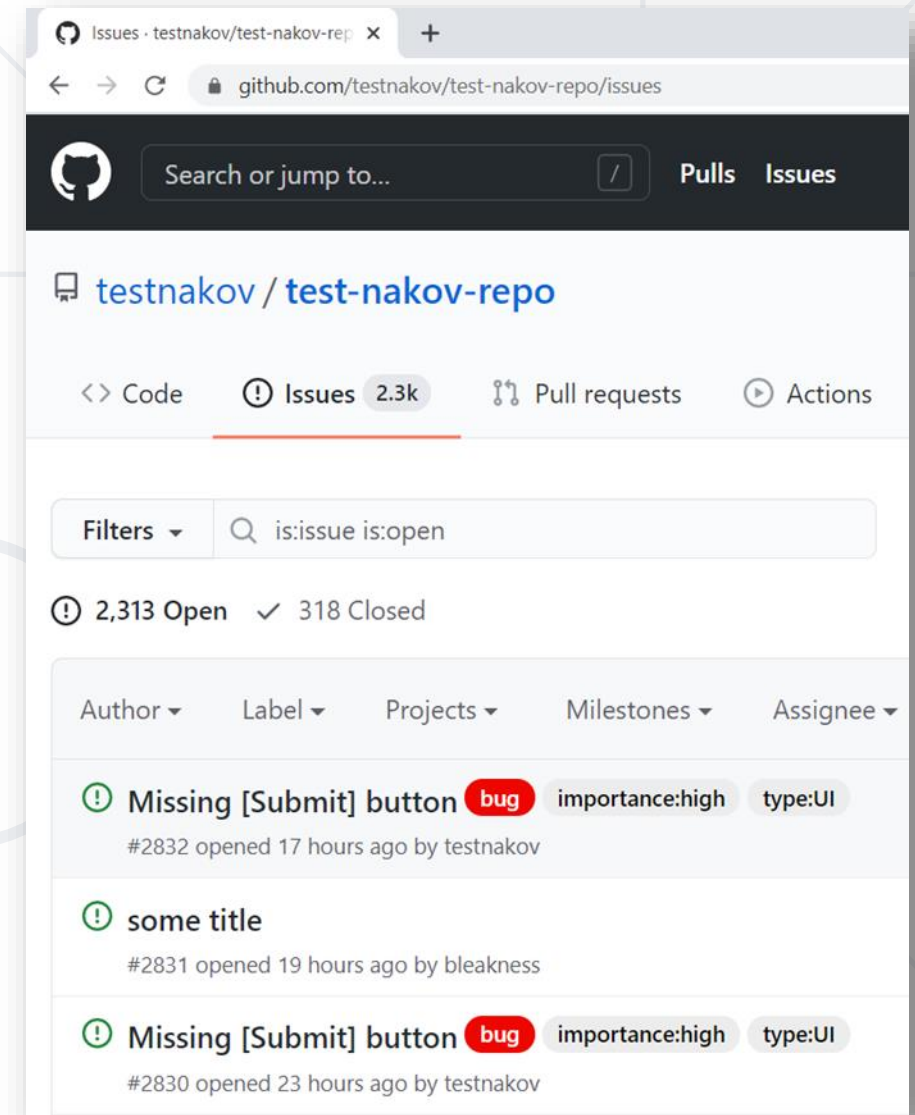 Issues · testnakov/test-nakov-rep
github.com/testnakov/test-nakov-repo/issues
Search or jump to... / Pulls Issues
testnakov / test-nakov-repo
<> Code Issues 2.3k Pull requests Actions
Filters is:issue is:open
2,313 Open 318 Closed
Author Label Projects Milestones Assignee
Missing [Submit] button bug importance:high type:UI
#2832 opened 17 hours ago by testnakov
some title
#2831 opened 19 hours ago by bleakness
Missing [Submit] button bug importance:high type:UI
#2830 opened 23 hours ago by testnakov